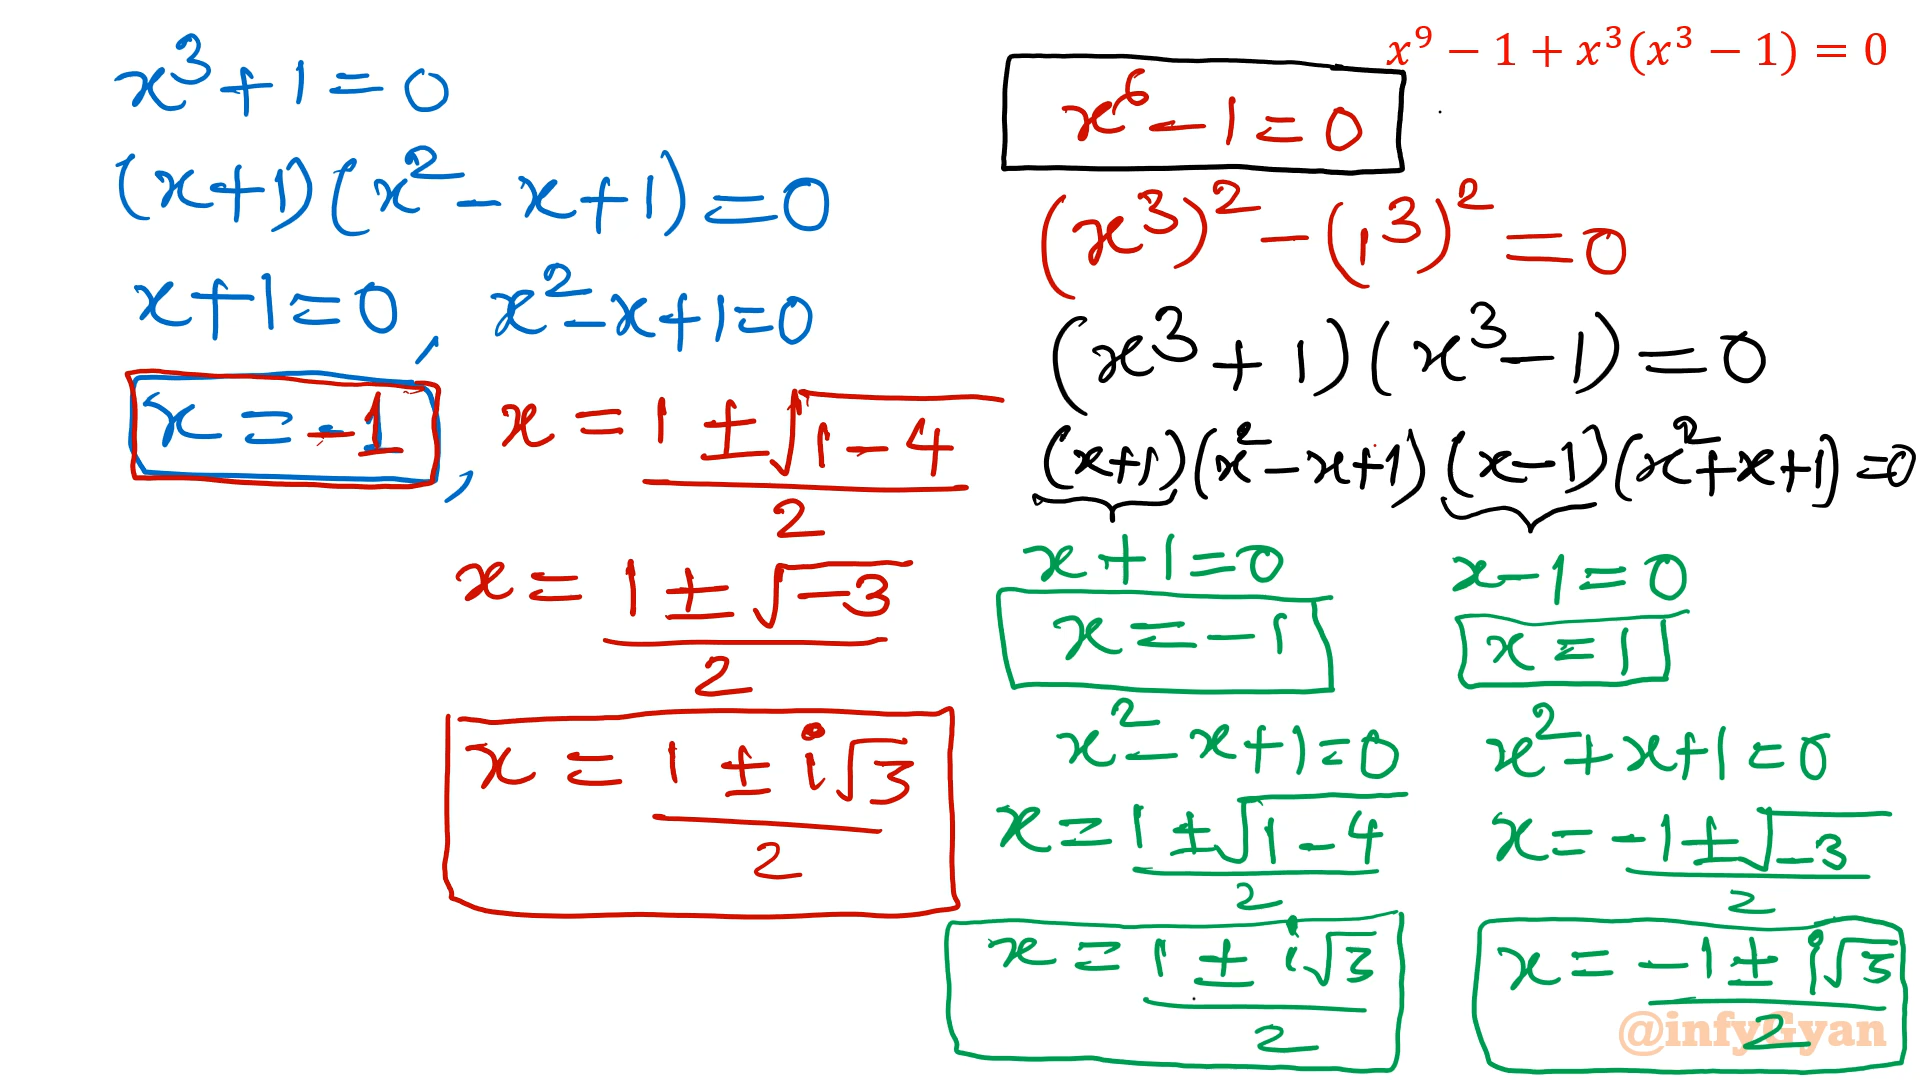 x³ + 1 = 0
(x+1)(x² - x + 1) = 0
x + 1 = 0, x² - x + 1 = 0
x = -1, x = (1 ± √(1 - 4))/2
x = (1 ± √-3)/2
x = (1 ± i√3)/2
x⁹ − 1 + x³(x³ − 1) = 0
x⁶ - 1 = 0
(x³)² - (1³)² = 0
(x³ + 1)(x³ - 1) = 0
(x+1)(x² - x + 1)(x - 1)(x² + x + 1) = 0
x + 1 = 0
x = -1
x² - x + 1 = 0
x = (1 ± √(1 - 4))/2
x = (1 ± i√3)/2
x - 1 = 0
x = 1
x² + x + 1 = 0
x = (-1 ± √-3)/2
x = (-1 ± i√3)/2
@infyGyan